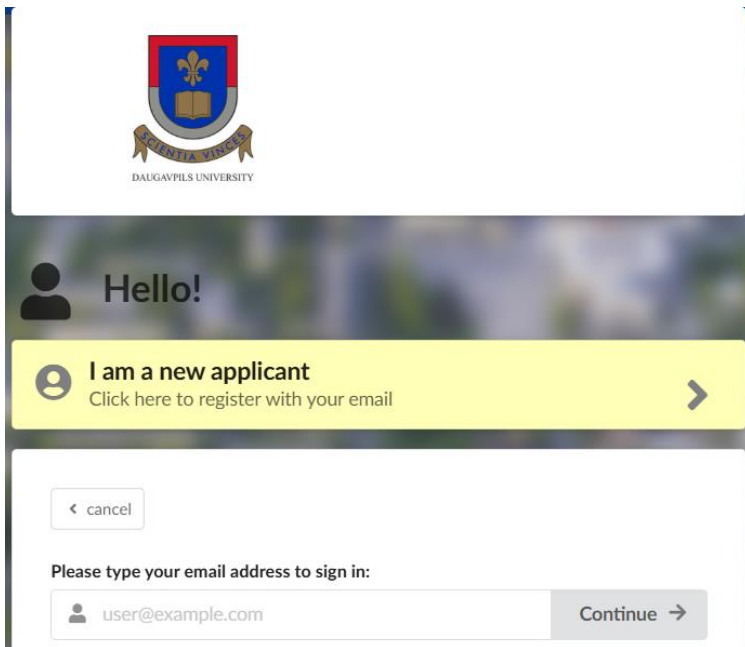 SCIENTIA VINCES
DAUGAVPILS UNIVERSITY
Hello!
I am a new applicant
Click here to register with your email
cancel
Please type your email address to sign in:
user@example.com
Continue